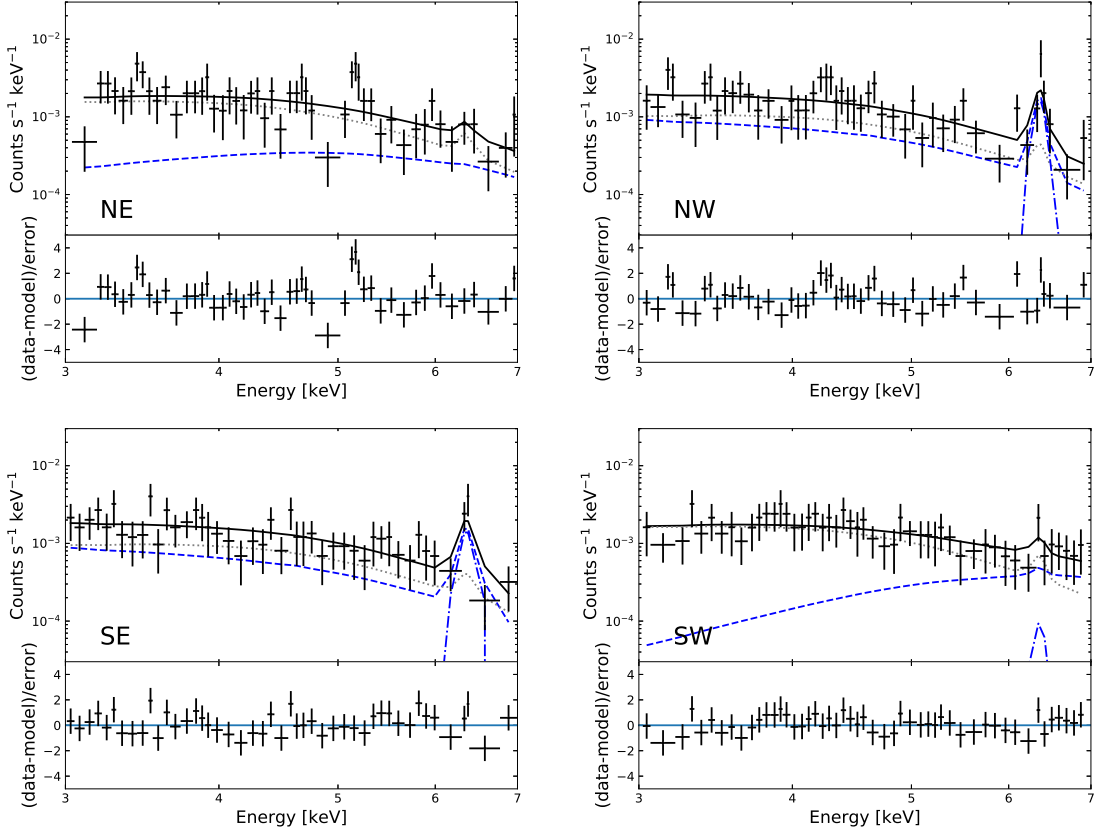 Counts s⁻¹ keV⁻¹
10⁻²
10⁻³
10⁻⁴
NE
(data-model)/error)
4
2
0
−2
−4
3 4 5 6 7
Energy [keV]
Counts s⁻¹ keV⁻¹
10⁻²
10⁻³
10⁻⁴
NW
(data-model)/error)
4
2
0
−2
−4
3 4 5 6 7
Energy [keV]
Counts s⁻¹ keV⁻¹
10⁻²
10⁻³
10⁻⁴
SE
(data-model)/error)
4
2
0
−2
−4
3 4 5 6 7
Energy [keV]
Counts s⁻¹ keV⁻¹
10⁻²
10⁻³
10⁻⁴
SW
(data-model)/error)
4
2
0
−2
−4
3 4 5 6 7
Energy [keV]